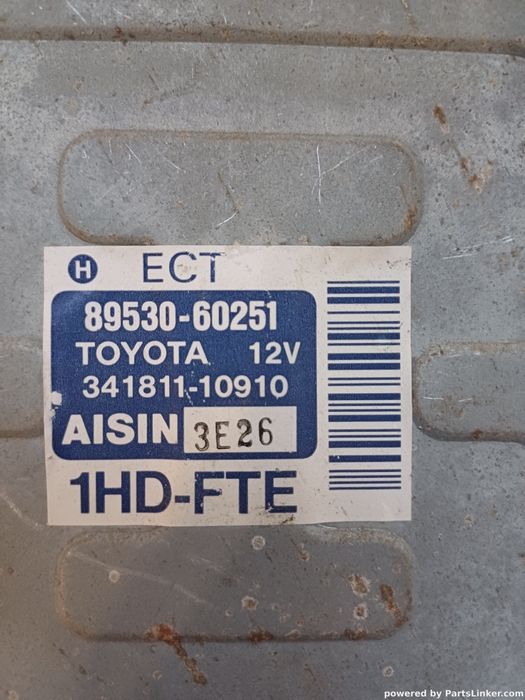 H ECT
89530-60251
TOYOTA 12V
341811-10910
AISIN 3E26
1HD-FTE
powered by PartsLinker.com